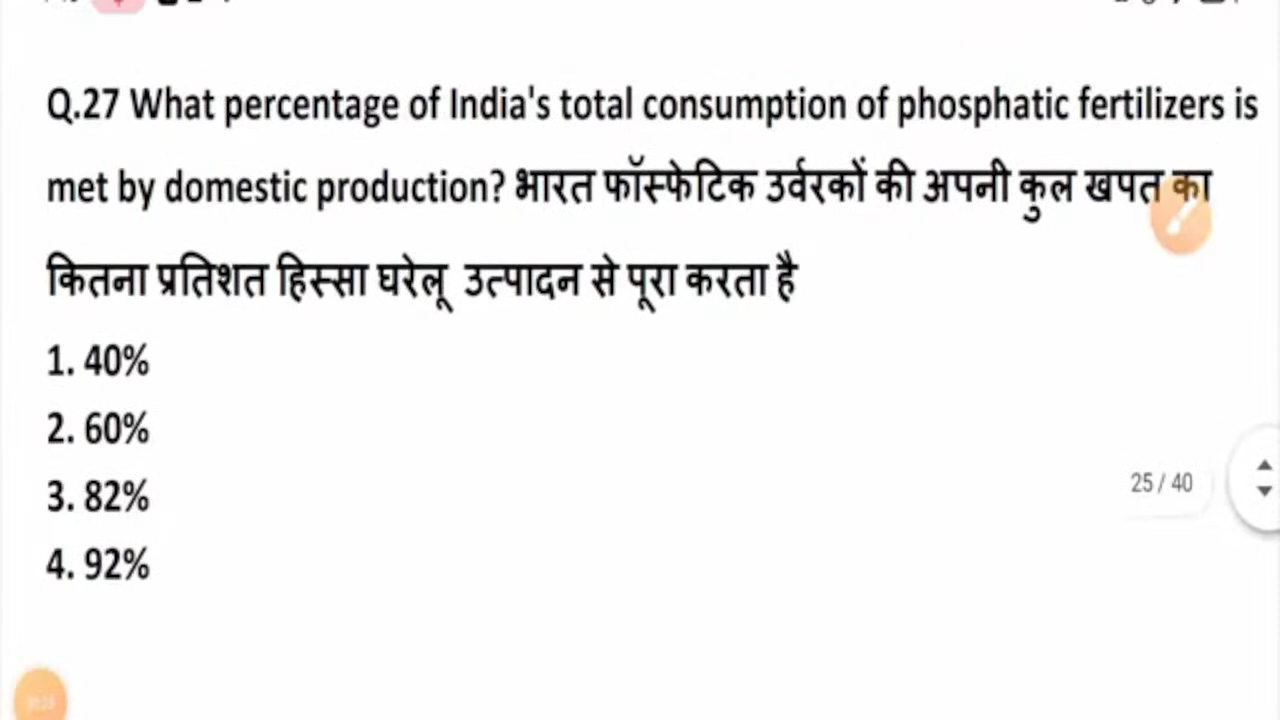 Q.27 What percentage of India's total consumption of phosphatic fertilizers is
met by domestic production? भारत फॉस्फेटिक उर्वरकों की अपनी कुल खपत का
कितना प्रतिशत हिस्सा घरेलू उत्पादन से पूरा करता है
1. 40%
2. 60%
3. 82%
25 / 40
4. 92%